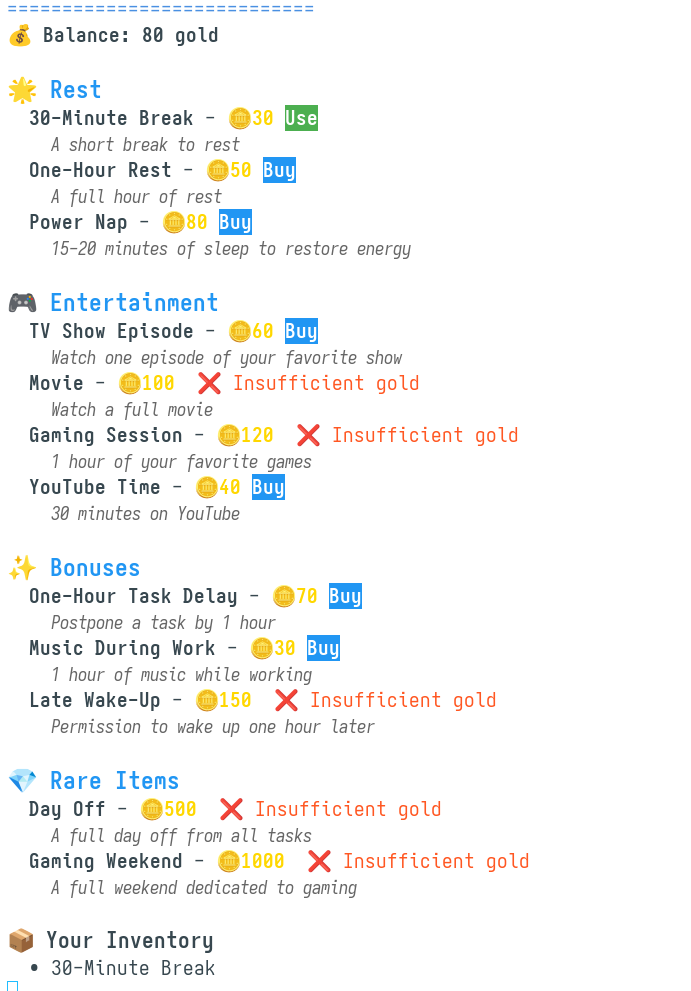 ============================
💰 Balance: 80 gold
🌟 Rest
30-Minute Break - 🪙30 Use
A short break to rest
One-Hour Rest - 🪙50 Buy
A full hour of rest
Power Nap - 🪙80 Buy
15-20 minutes of sleep to restore energy
🎮 Entertainment
TV Show Episode - 🪙60 Buy
Watch one episode of your favorite show
Movie - 🪙100 ❌ Insufficient gold
Watch a full movie
Gaming Session - 🪙120 ❌ Insufficient gold
1 hour of your favorite games
YouTube Time - 🪙40 Buy
30 minutes on YouTube
✨ Bonuses
One-Hour Task Delay - 🪙70 Buy
Postpone a task by 1 hour
Music During Work - 🪙30 Buy
1 hour of music while working
Late Wake-Up - 🪙150 ❌ Insufficient gold
Permission to wake up one hour later
💎 Rare Items
Day Off - 🪙500 ❌ Insufficient gold
A full day off from all tasks
Gaming Weekend - 🪙1000 ❌ Insufficient gold
A full weekend dedicated to gaming
📦 Your Inventory
• 30-Minute Break